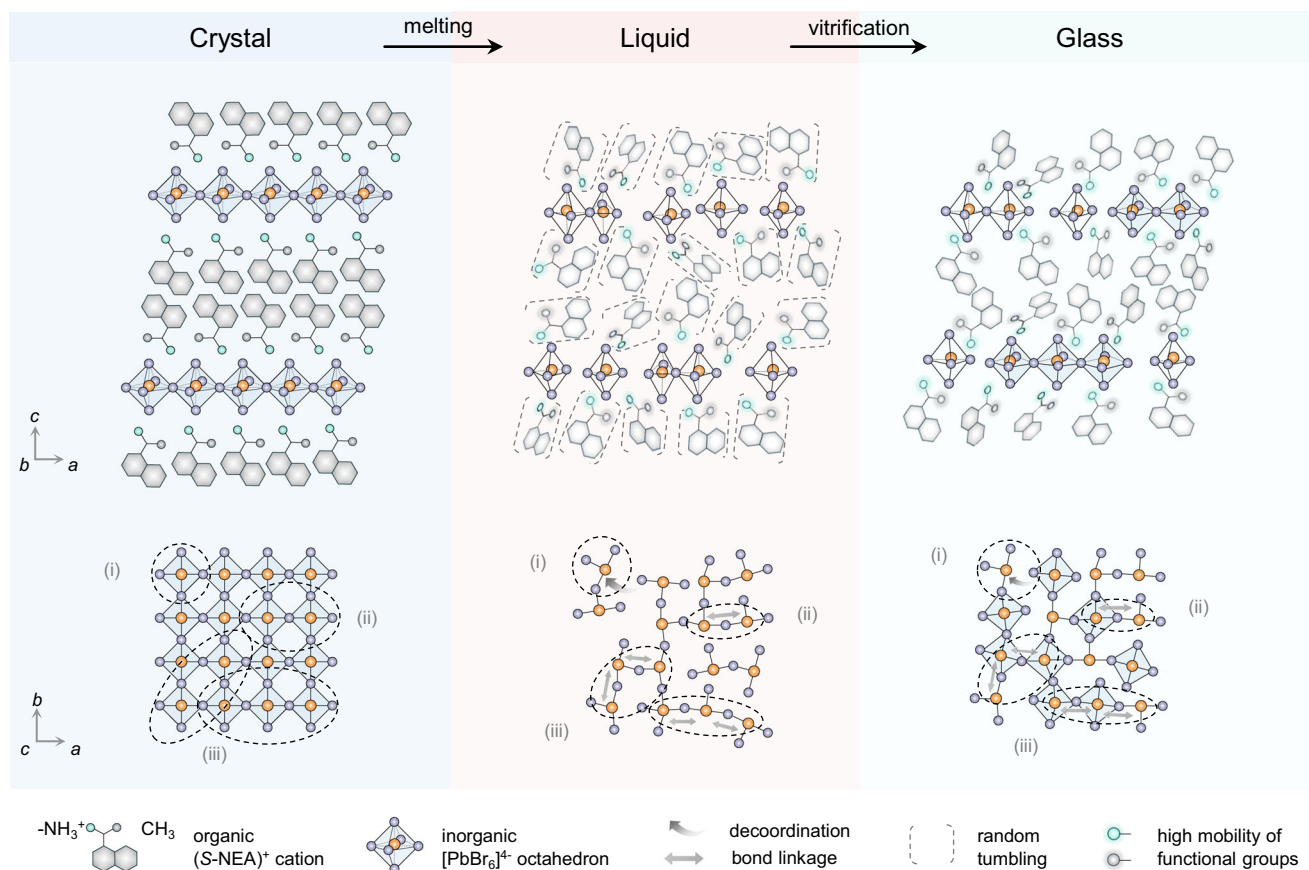 Crystal
melting
Liquid
vitrification
Glass
c
b
a
(i)
(ii)
(iii)
b
c
a
(i)
(ii)
(iii)
(i)
(ii)
(iii)
-NH₃⁺
CH₃
organic
(S-NEA)⁺ cation
inorganic
[PbBr₆]⁴⁻ octahedron
decoordination
bond linkage
random
tumbling
high mobility of
functional groups